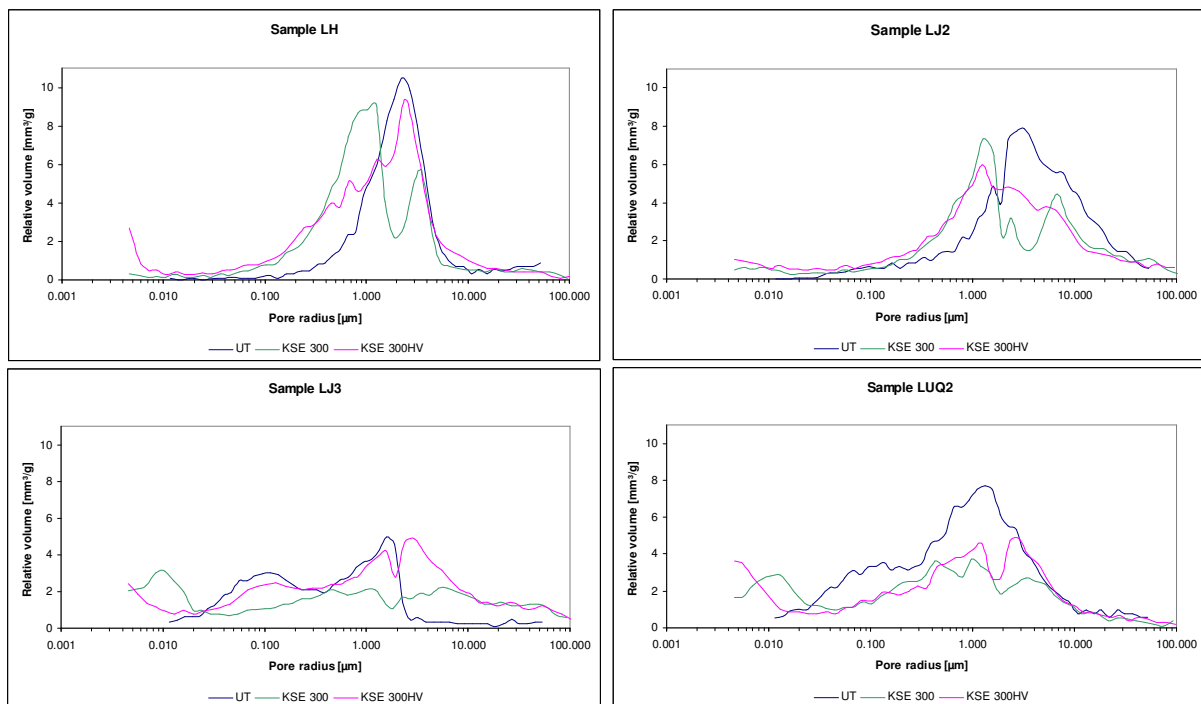 Sample LH
Relative volume [mm³/g]
10
8
6
4
2
0
0.001 0.010 0.100 1.000 10.000 100.000
Pore radius [µm]
UT KSE 300 KSE 300HV
Sample LJ2
Relative volume [mm³/g]
10
8
6
4
2
0
0.001 0.010 0.100 1.000 10.000 100.000
Pore radius [µm]
UT KSE 300 KSE 300HV
Sample LJ3
Relative volume [mm³/g]
10
8
6
4
2
0
0.001 0.010 0.100 1.000 10.000 100.000
Pore radius [µm]
UT KSE 300 KSE 300HV
Sample LUQ2
Relative volume [mm³/g]
10
8
6
4
2
0
0.001 0.010 0.100 1.000 10.000 100.000
Pore radius [µm]
UT KSE 300 KSE 300HV